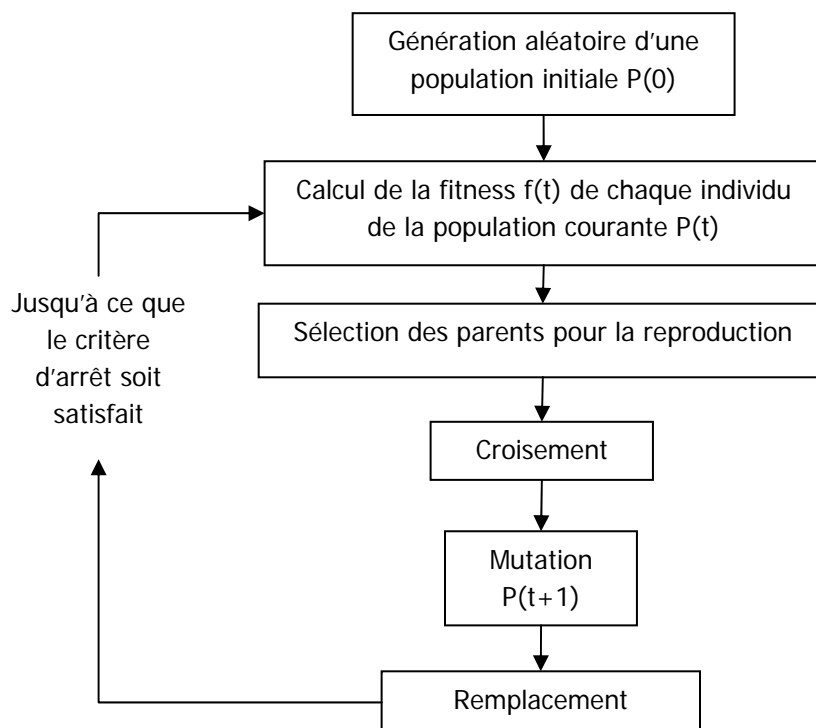 Génération aléatoire d'une
population initiale P(0)
Calcul de la fitness f(t) de chaque individu
de la population courante P(t)
Jusqu'à ce que
le critère
d'arrêt soit
satisfait
Sélection des parents pour la reproduction
Croisement
Mutation
P(t+1)
Remplacement